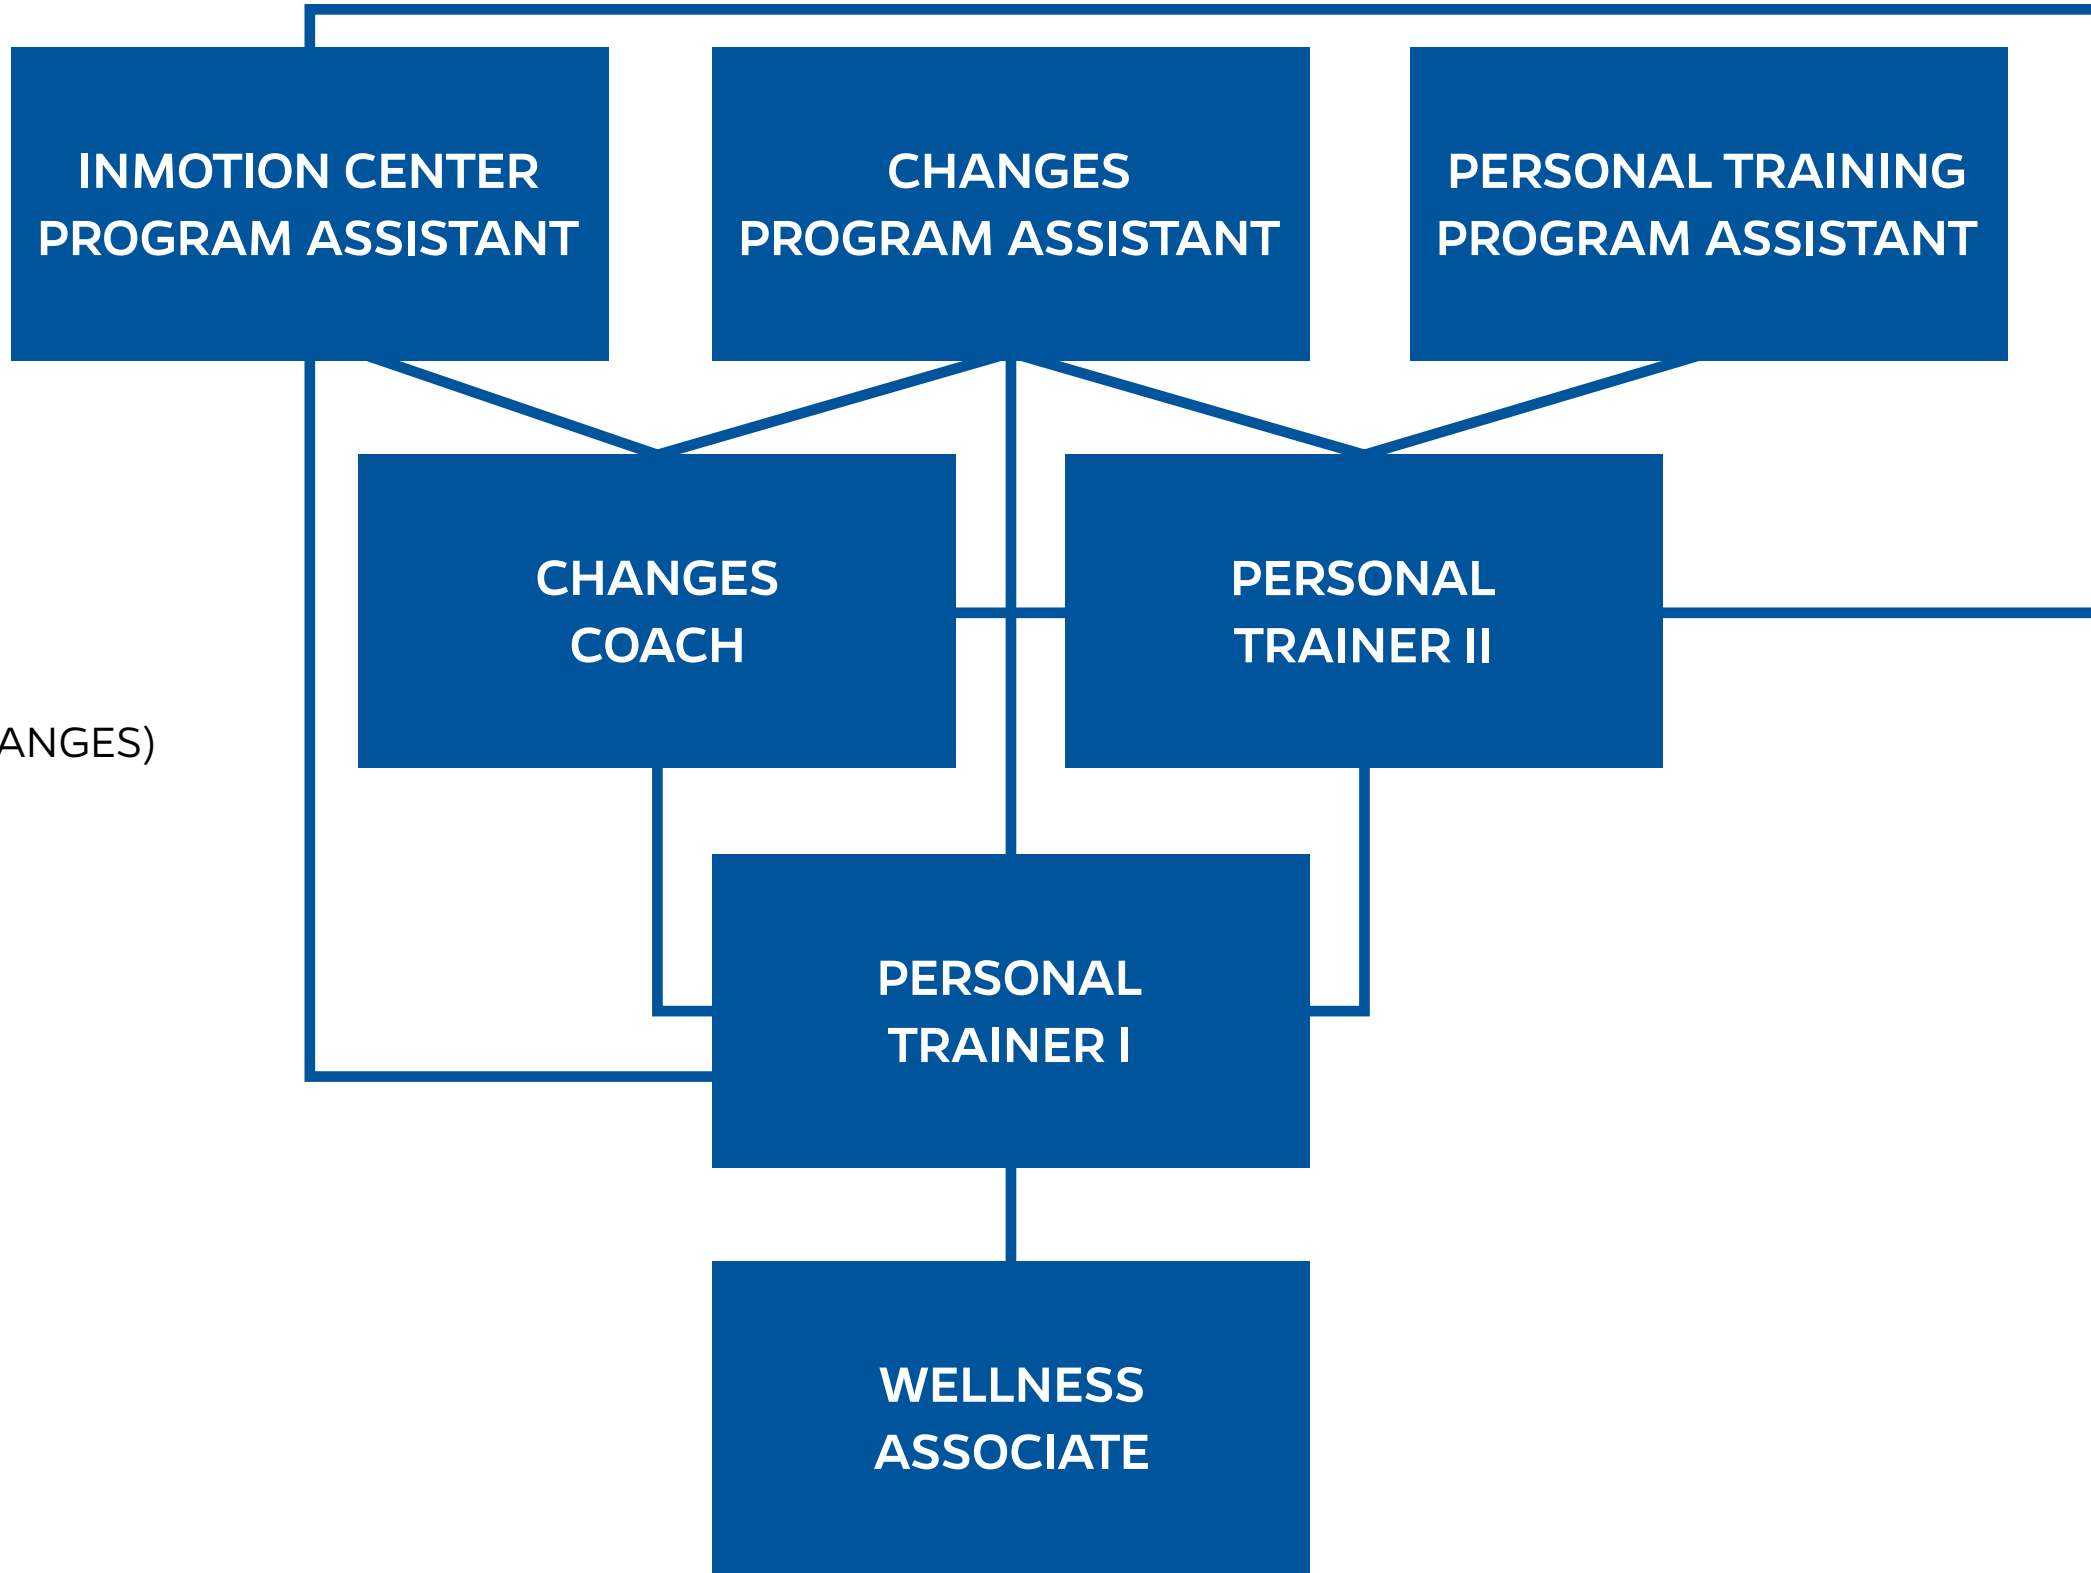 INMOTION CENTER
PROGRAM ASSISTANT
CHANGES
PROGRAM ASSISTANT
PERSONAL TRAINING
PROGRAM ASSISTANT
CHANGES
COACH
PERSONAL
TRAINER II
ANGES)
PERSONAL
TRAINER I
WELLNESS
ASSOCIATE